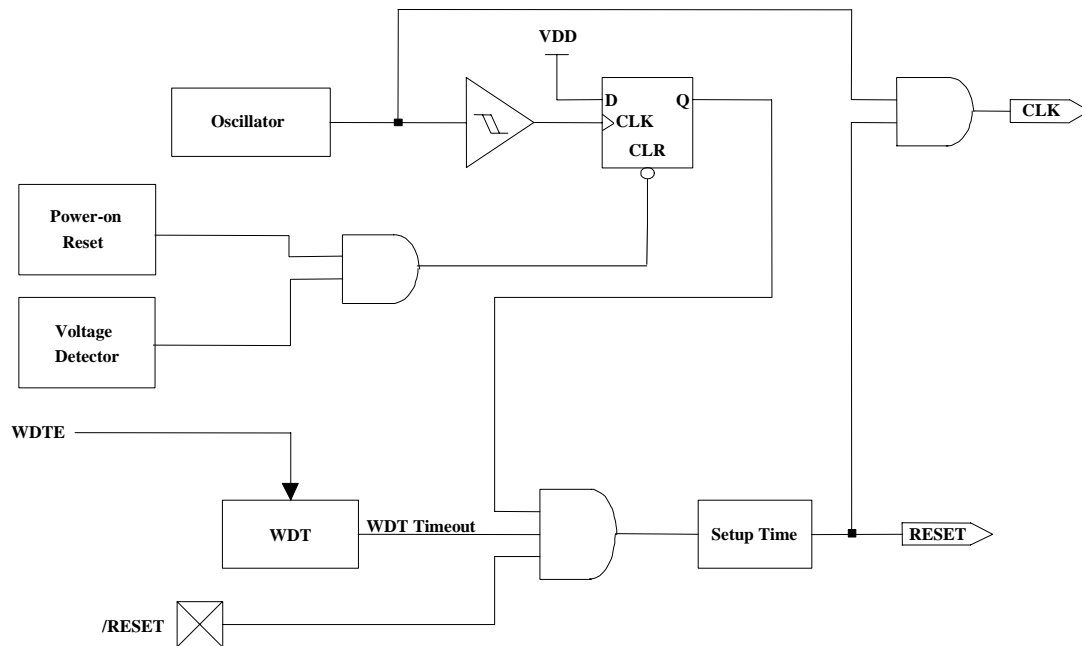 VDD
D
Q
CLK
CLR
Oscillator
CLK
Power-on
Reset
Voltage
Detector
WDTE
WDT
WDT Timeout
Setup Time
RESET
/RESET